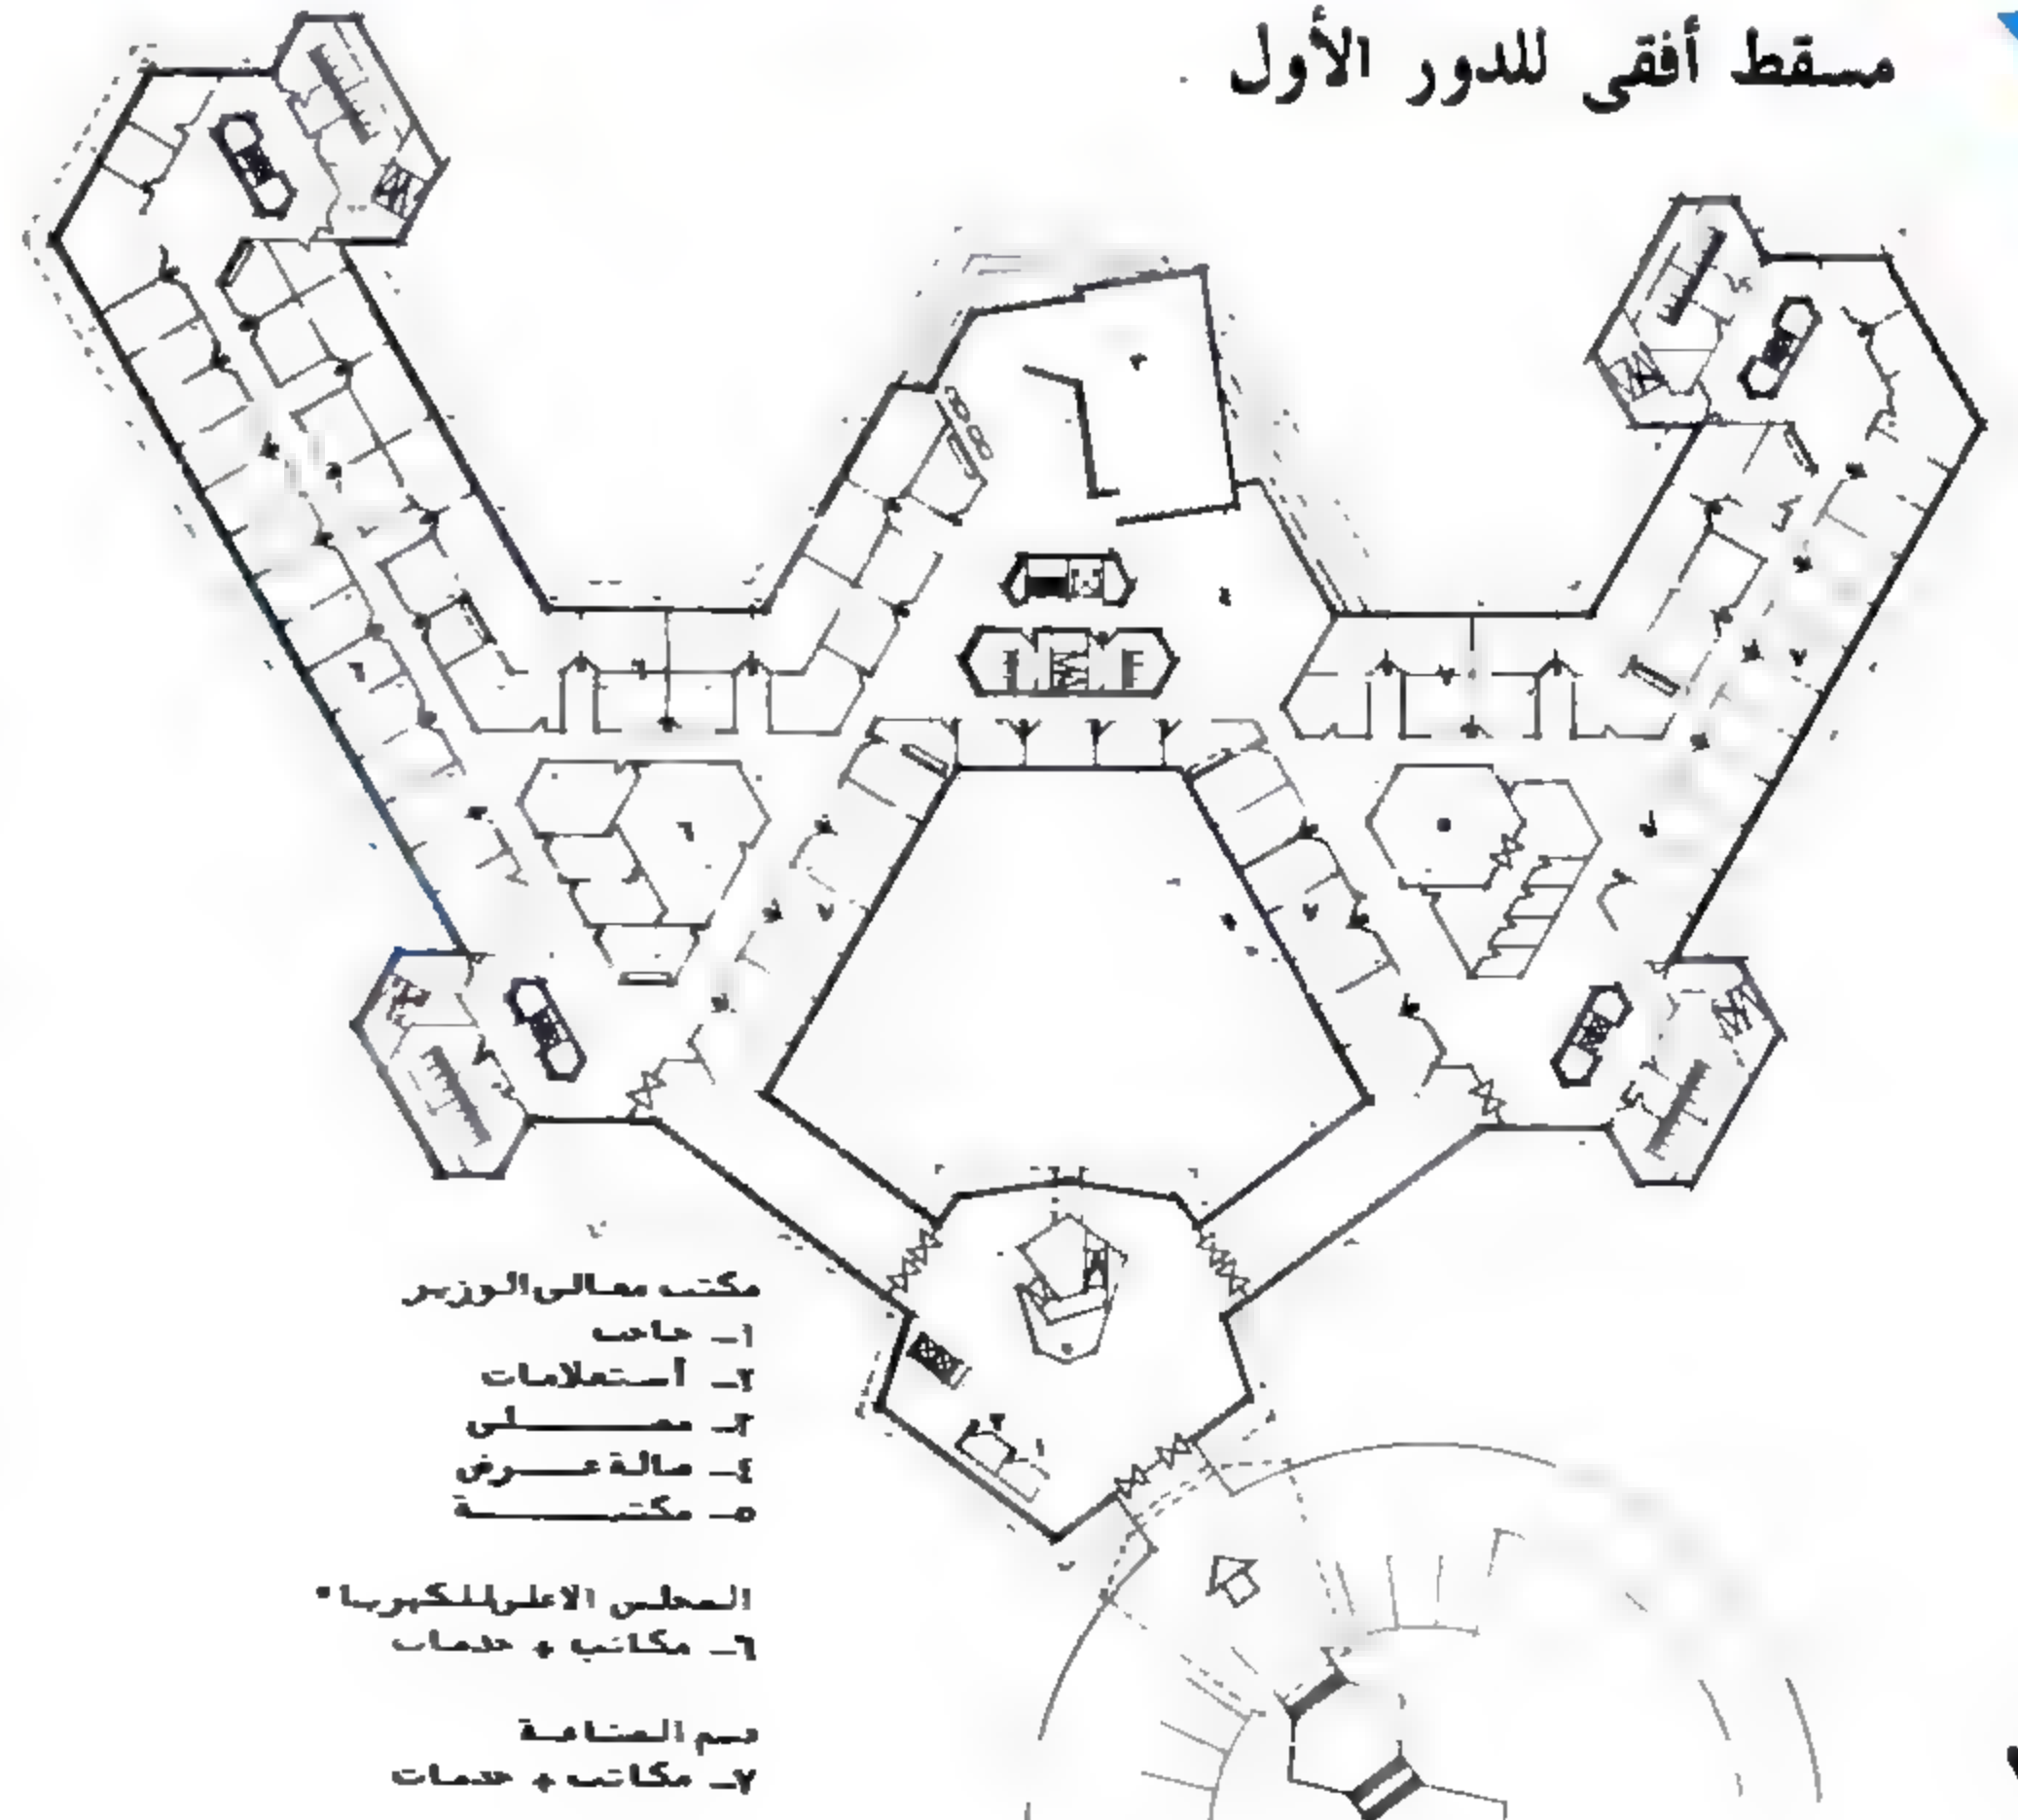 مسقط أفقى للدور الأول
مكتب معالى الوزير
١ـ حاجب
٢ـ أستعلامات
٣ـ مصلى
٤ـ صالة عرض
٥ـ مكتبة
المجلس الاعلى للكهرباء
٦ـ مكاتب + خدمات
قسم الصناعة
٧ـ مكاتب + خدمات